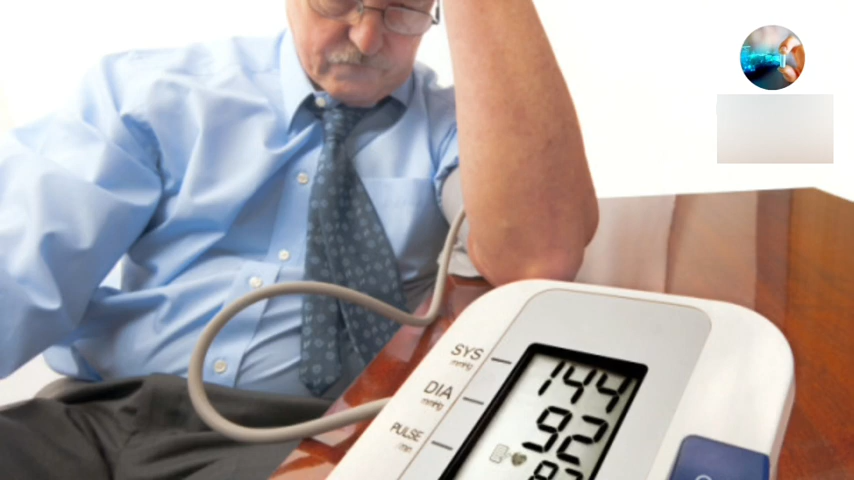 SYS 144
mmHg
DIA 92
mmHg
PULSE
/min